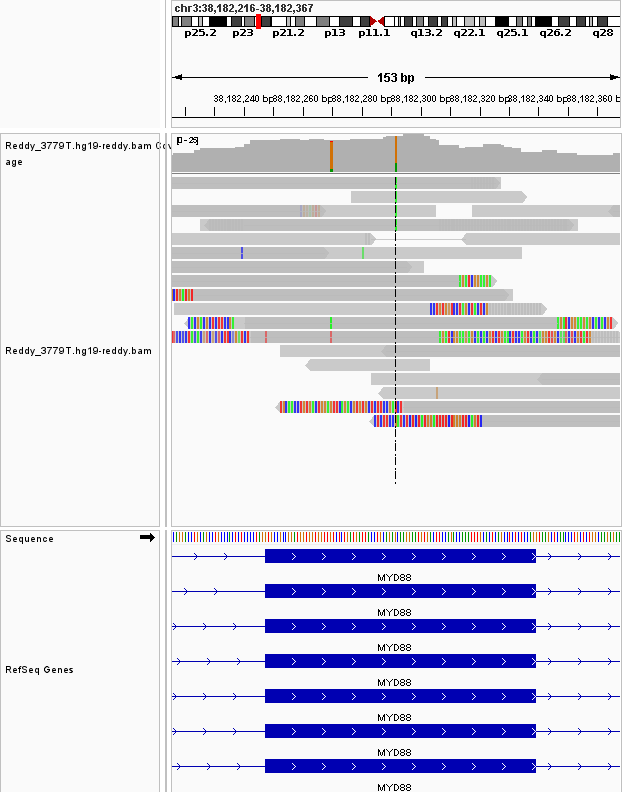 chr3:38,182,216-38,182,367
p25.2 p23 p21.2 p13 p11.1 q13.2 q22.1 q25.1 q26.2 q28
153 bp
38,182,240 bp 38,182,260 bp 38,182,280 bp 38,182,300 bp 38,182,320 bp 38,182,340 bp 38,182,360 b
Reddy_3779T.hg19-reddy.bam Cov
age
Reddy_3779T.hg19-reddy.bam
Sequence
MYD88
MYD88
MYD88
RefSeq Genes
MYD88
MYD88
MYD88
MYD88